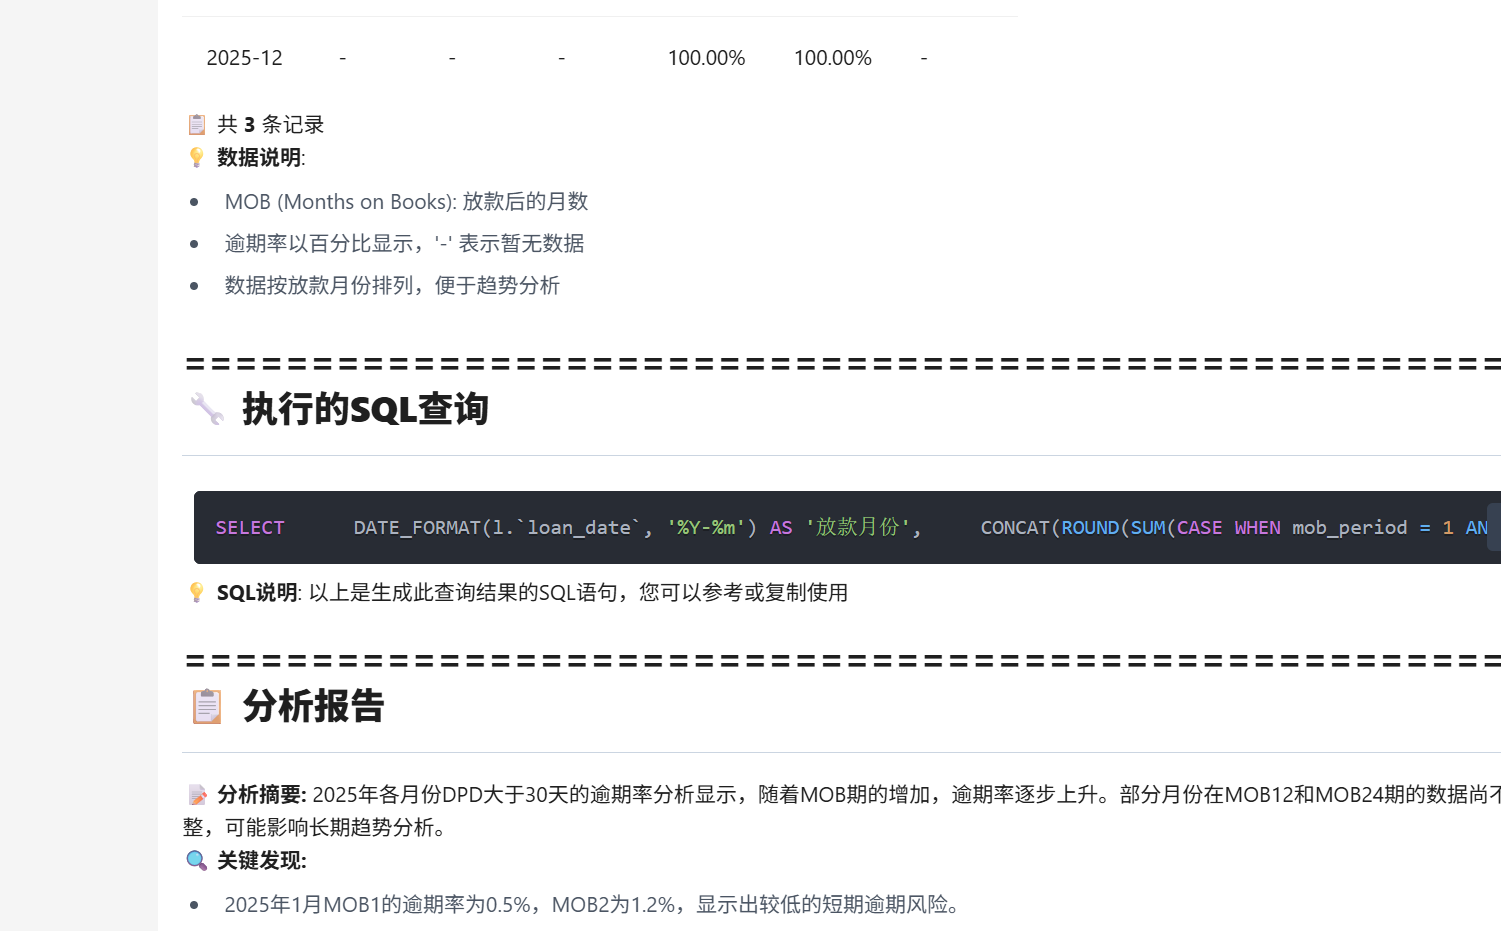 2025-12 - - - 100.00% 100.00% -
共 3 条记录
数据说明:
MOB (Months on Books): 放款后的月数
逾期率以百分比显示，'-' 表示暂无数据
数据按放款月份排列，便于趋势分析
====================================================
执行的SQL查询
SELECT DATE_FORMAT(l.`loan_date`, '%Y-%m') AS '放款月份', CONCAT(ROUND(SUM(CASE WHEN mob_period = 1 AN
SQL说明: 以上是生成此查询结果的SQL语句，您可以参考或复制使用
====================================================
分析报告
分析摘要: 2025年各月份DPD大于30天的逾期率分析显示，随着MOB期的增加，逾期率逐步上升。部分月份在MOB12和MOB24期的数据尚不
整，可能影响长期趋势分析。
关键发现:
2025年1月MOB1的逾期率为0.5%，MOB2为1.2%，显示出较低的短期逾期风险。